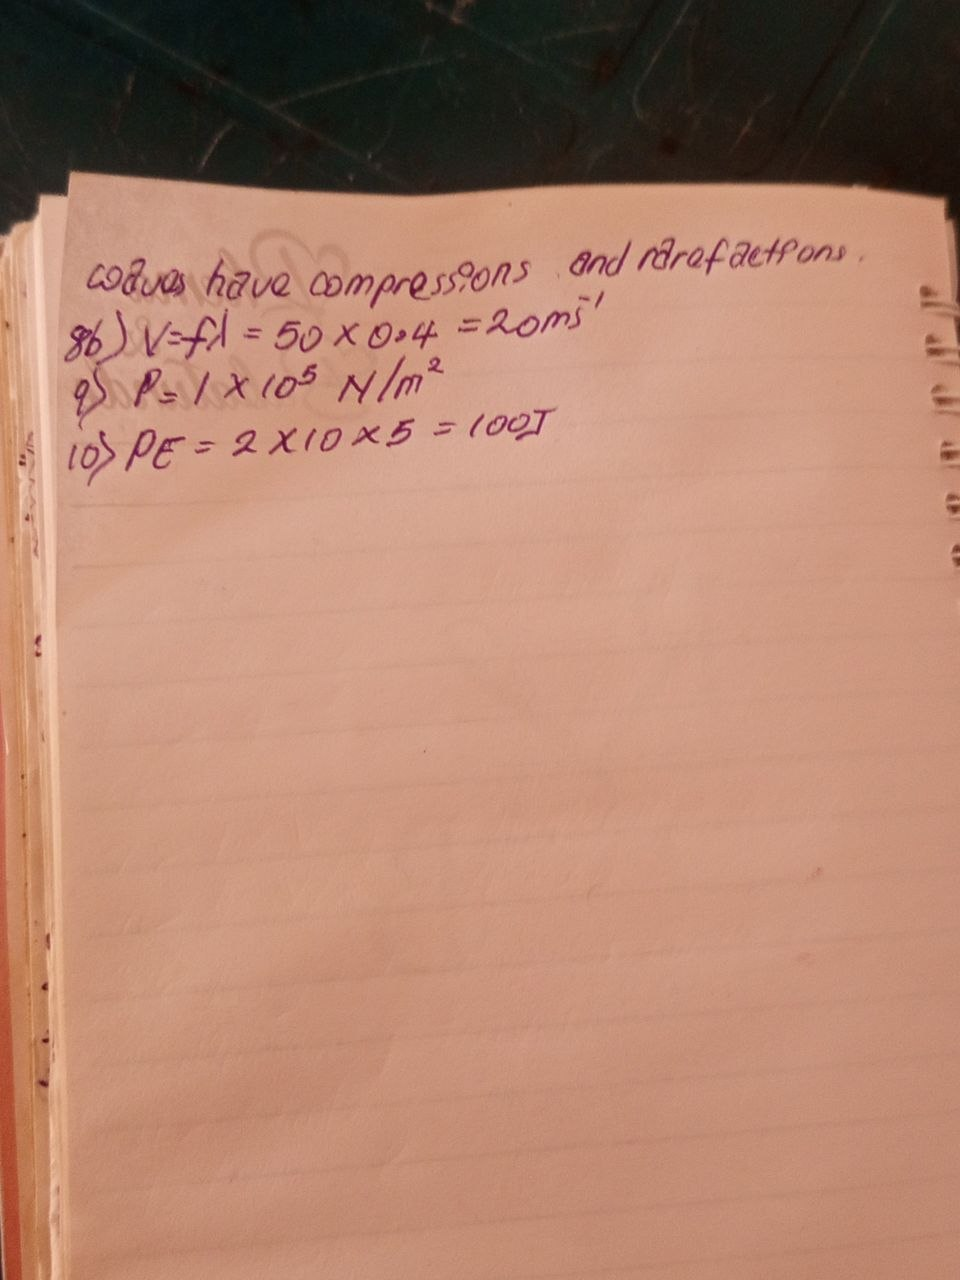 waves have compressions and rarefactions.
8b) V=fλ = 50 × 0.4 = 20ms⁻¹
9) P= 1 × 10⁵ N/m²
10) PE = 2 × 10 × 5 = 100J